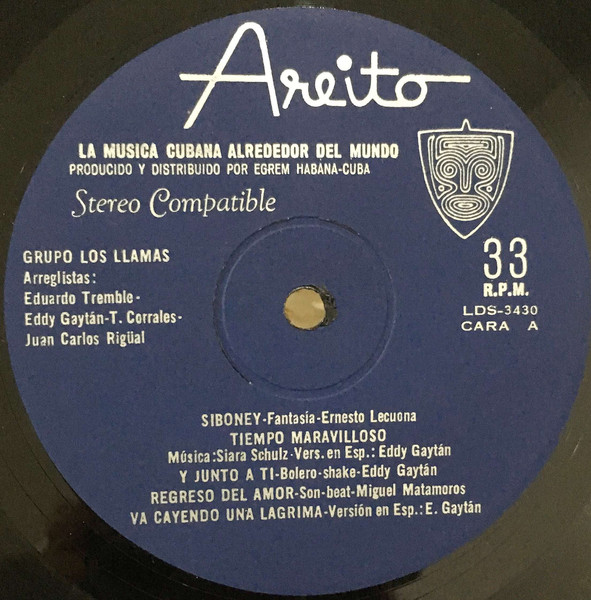 Areito
LA MUSICA CUBANA ALREDEDOR DEL MUNDO
PRODUCIDO Y DISTRIBUIDO POR EGREM HABANA-CUBA
Stereo Compatible
GRUPO LOS LLAMAS
Arreglistas:
Eduardo Tremble-
Eddy Gaytán-T. Corrales-
Juan Carlos Rigüal
33
R.P.M.
LDS-3430
CARA A
SIBONEY-Fantasía-Ernesto Lecuona
TIEMPO MARAVILLOSO
Música:Siara Schulz-Vers. en Esp.: Eddy Gaytán
Y JUNTO A TI-Bolero-shake-Eddy Gaytán
REGRESO DEL AMOR-Son-beat-Miguel Matamoros
VA CAYENDO UNA LAGRIMA-Versión en Esp.:E. Gaytán